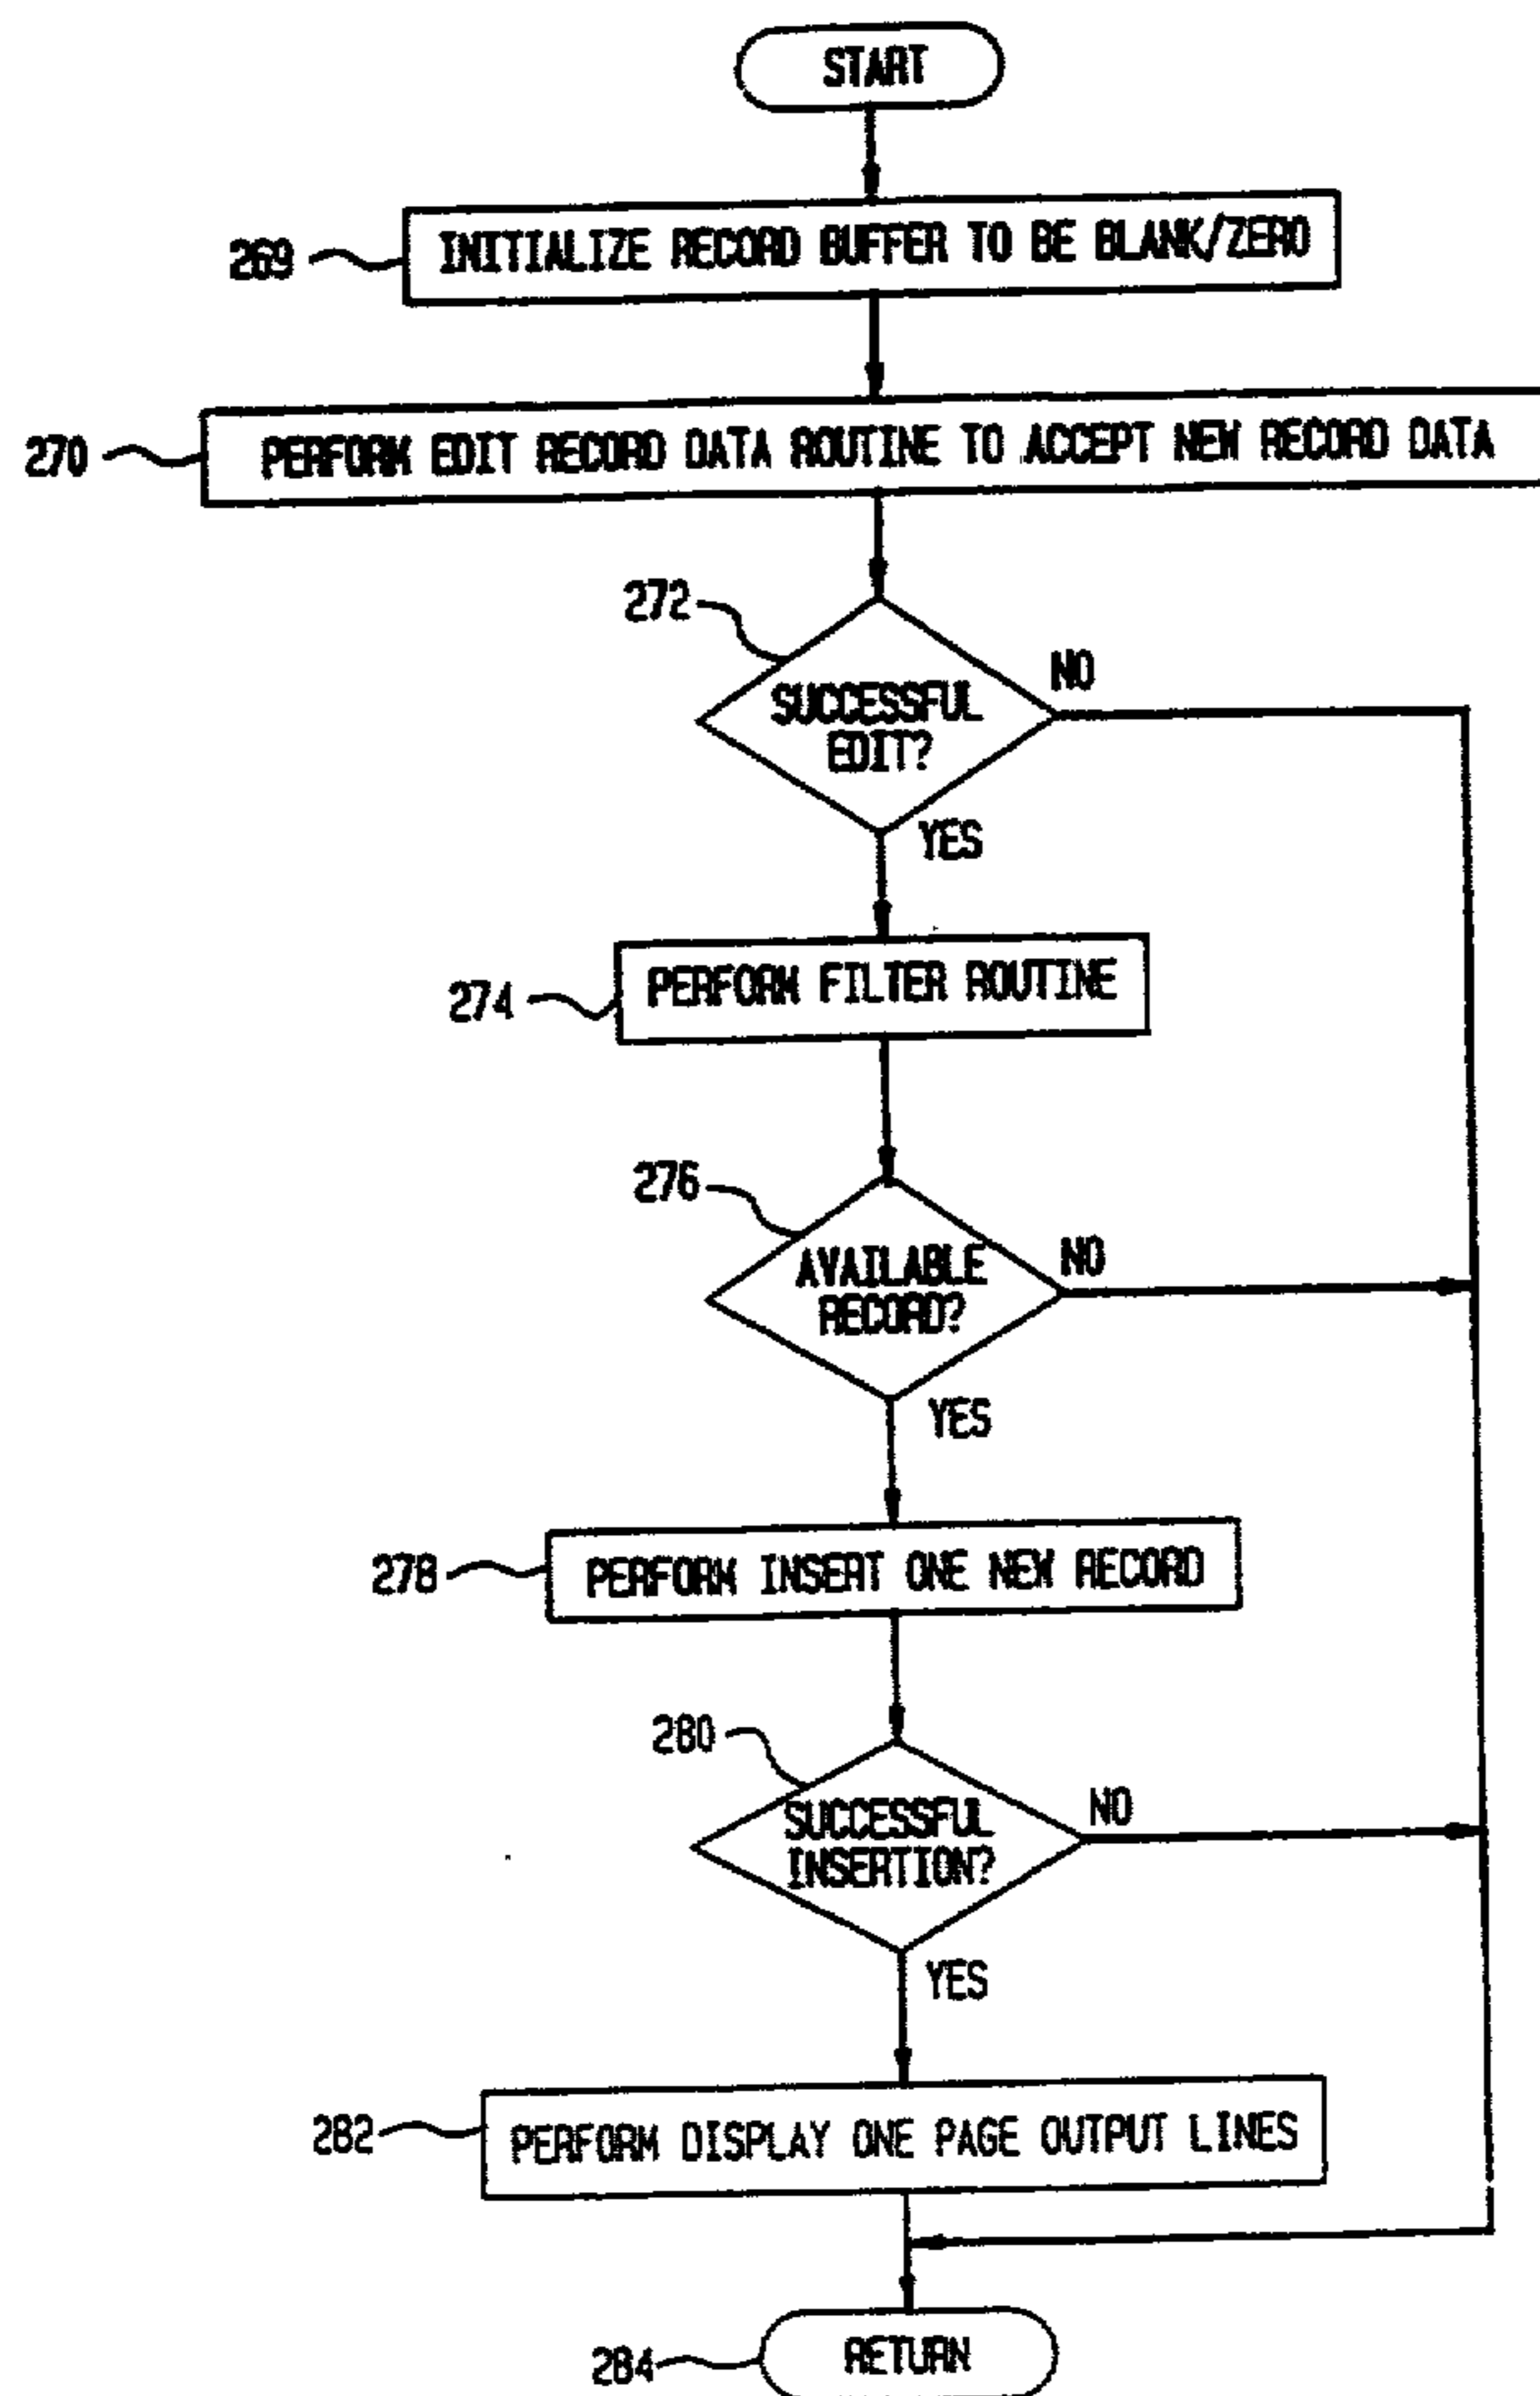 START
269
INITIALIZE RECORD BUFFER TO BE BLANK/ZERO
270
PERFORM EDIT RECORD DATA ROUTINE TO ACCEPT NEW RECORD DATA
272
SUCCESSFUL
EDIT?
NO
YES
274
PERFORM FILTER ROUTINE
276
AVAILABLE
RECORD?
NO
YES
278
PERFORM INSERT ONE NEW RECORD
280
SUCCESSFUL
INSERTION?
NO
YES
282
PERFORM DISPLAY ONE PAGE OUTPUT LINES
284
RETURN